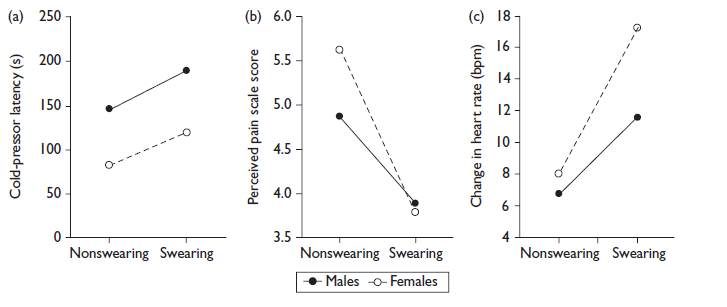 (a)
Cold-pressor latency (s)
250
200
150
100
50
0
Nonswearing Swearing
(b)
Perceived pain scale score
6.0
5.5
5.0
4.5
4.0
3.5
Nonswearing Swearing
(c)
Change in heart rate (bpm)
18
16
14
12
10
8
6
4
Nonswearing Swearing
Males Females